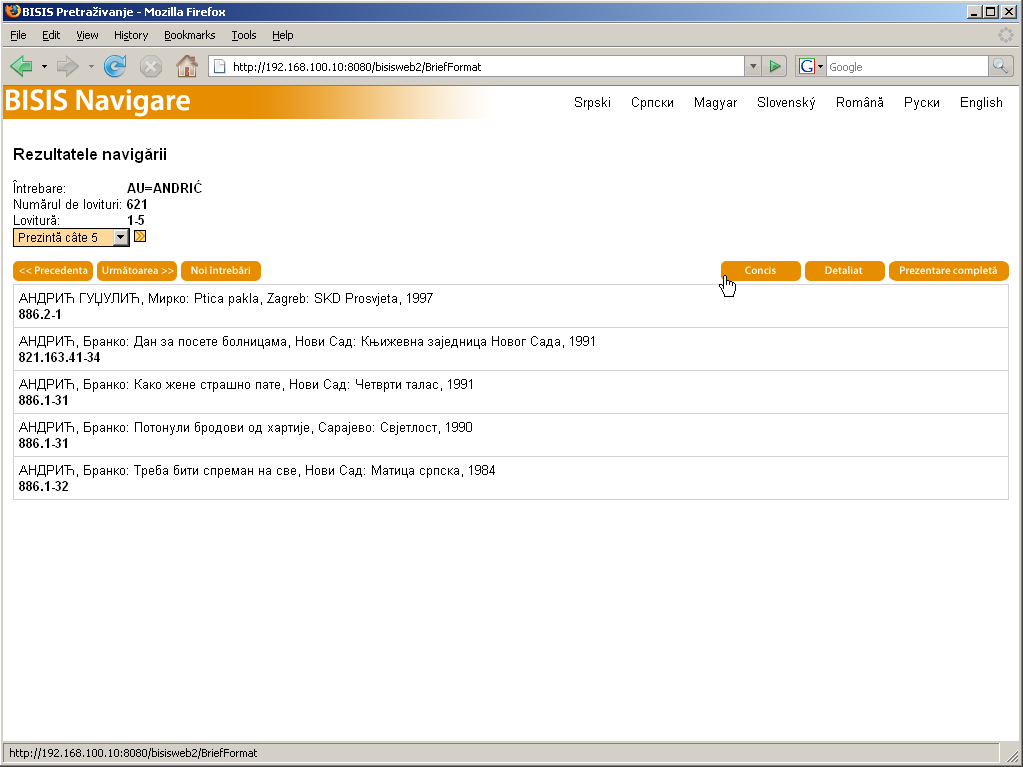 BISIS Pretraživanje - Mozilla Firefox
File Edit View History Bookmarks Tools Help
http://192.168.100.10:8080/bisisweb2/BriefFormat
G Google
BISIS Navigare
Srpski Српски Magyar Slovenský Română Руски English
Rezultatele navigării
Întrebare: AU=ANDRIĆ
Numărul de lovituri: 621
Lovitură: 1-5
Prezintă câte 5
<< Precedenta Următoarea >> Noi întrebări Concis Detaliat Prezentare completă
АНДРИЋ ГУЏУЛИЋ, Мирко: Ptica pakla, Zagreb: SKD Prosvjeta, 1997
886.2-1
АНДРИЋ, Бранко: Дан за посете болницама, Нови Сад: Књижевна заједница Новог Сада, 1991
821.163.41-34
АНДРИЋ, Бранко: Како жене страшно пате, Нови Сад: Четврти талас, 1991
886.1-31
АНДРИЋ, Бранко: Потонули бродови од хартије, Сарајево: Свјетлост, 1990
886.1-31
АНДРИЋ, Бранко: Треба бити спреман на све, Нови Сад: Матица српска, 1984
886.1-32
http://192.168.100.10:8080/bisisweb2/BriefFormat